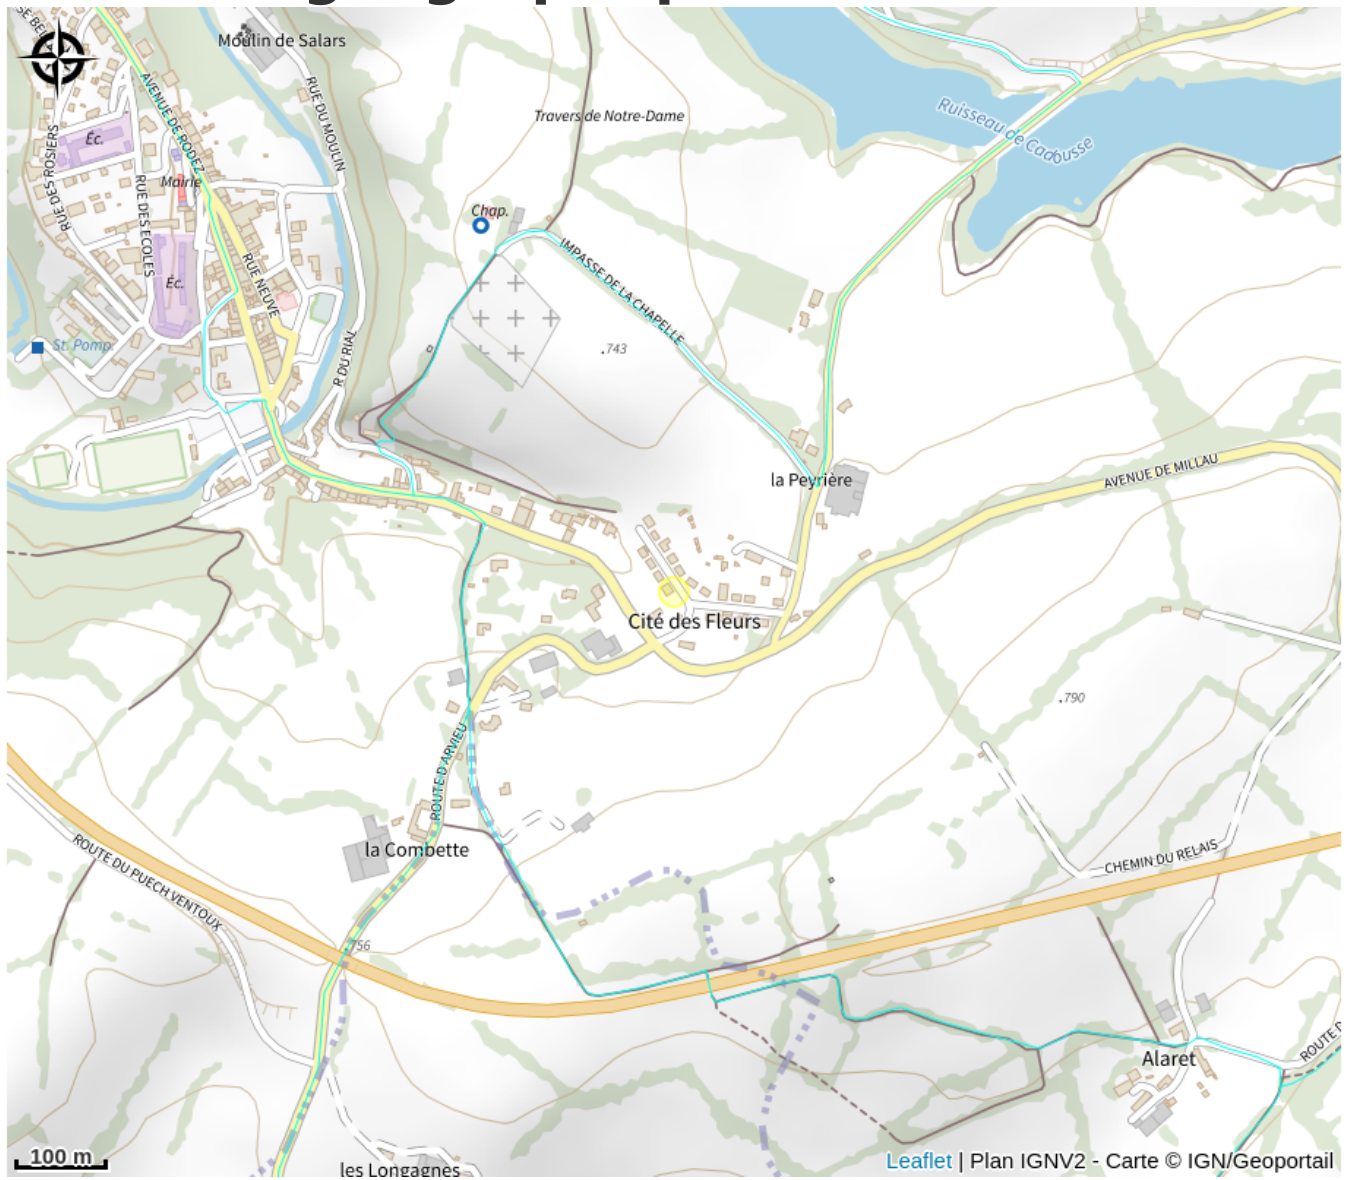 Moulin de Salars
AVENUE DE RODEZ
RUE DU MOULIN
Travers de Notre-Dame
Ruisseau de Cadousse
Éc.
RUE DES ROSIERS
Mairie
RUE DES ECOLES
Chap.
IMPASSE DE LA CHAPELLE
RUE NEUVE
Éc.
St. Pomp.
R DU RIAL
.743
la Peyrière
AVENUE DE MILLAU
Cité des Fleurs
.790
ROUTE D'ARVIEU
la Combette
ROUTE DU PUECH VENTOUX
CHEMIN DU RELAIS
.756
Alaret
ROUTE D
les Longagnes
100 m
Leaflet | Plan IGNV2 - Carte © IGN/Geoportail